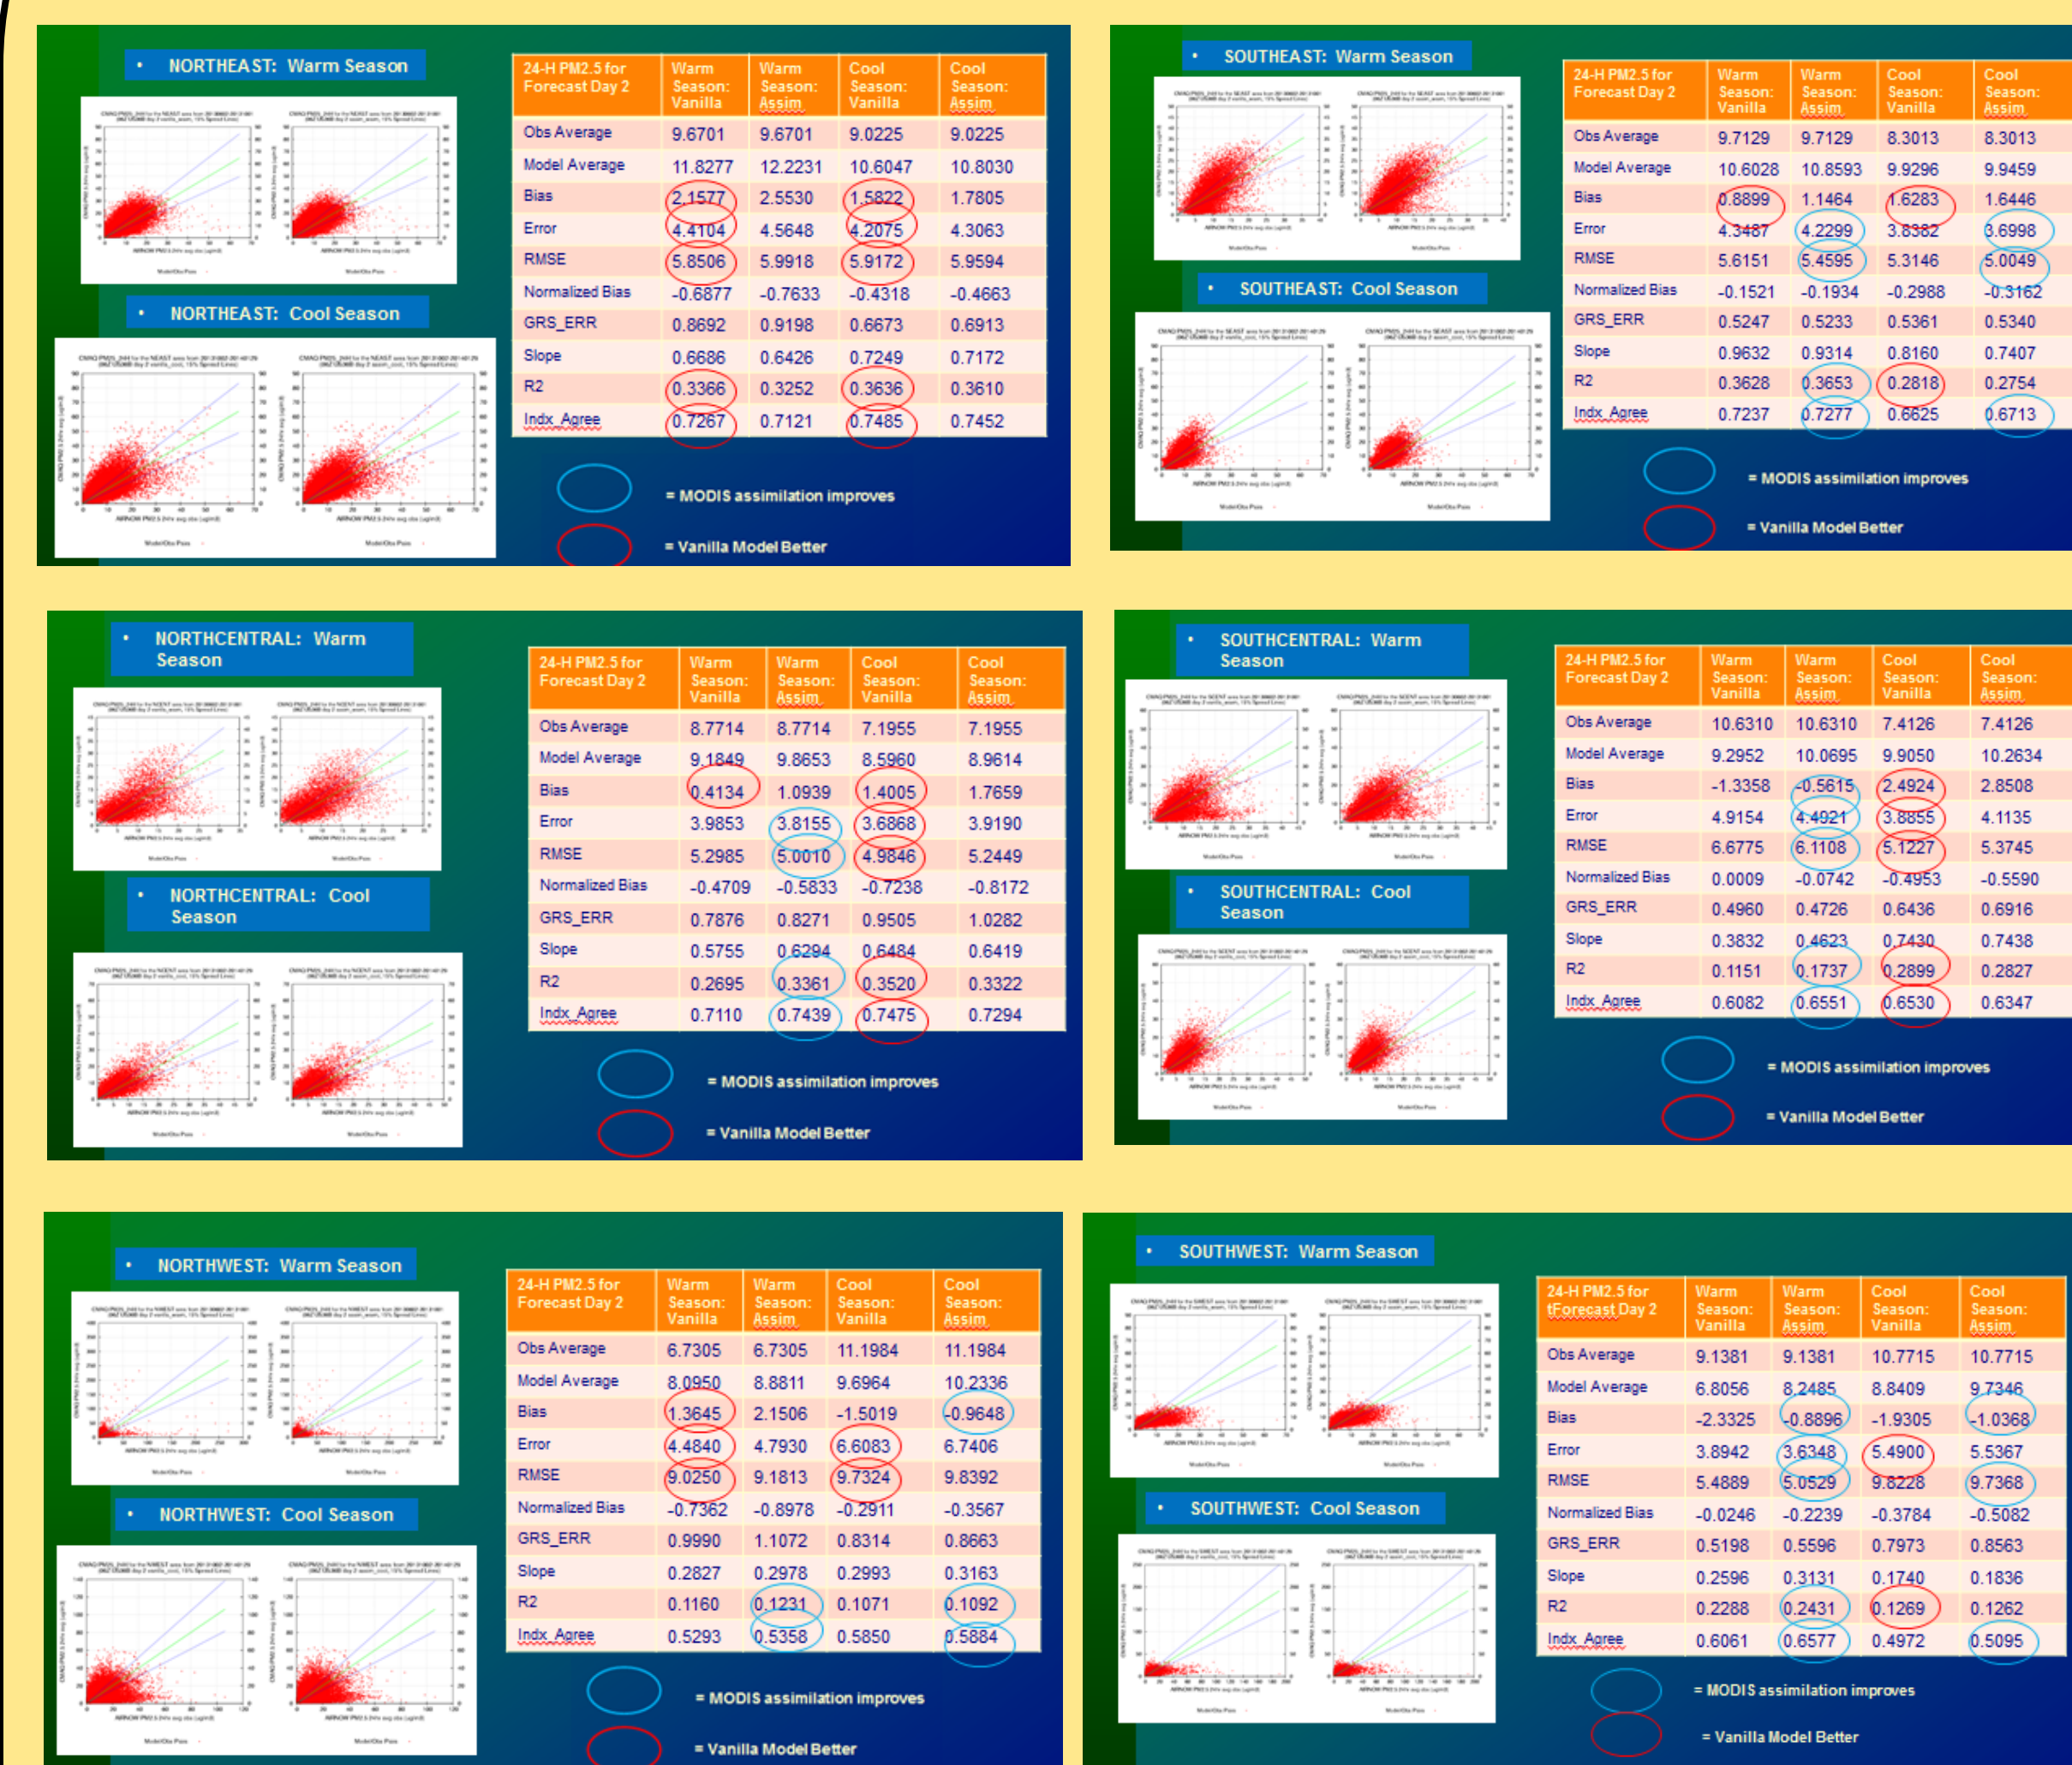 • NORTHEAST: Warm Season
• NORTHEAST: Cool Season
24-H PM2.5 for Forecast Day 2 Warm Season: Vanilla Warm Season: Assim Cool Season: Vanilla Cool Season: Assim
Obs Average 9.6701 9.6701 9.0225 9.0225
Model Average 11.8277 12.2231 10.6047 10.8030
Bias 2.1577 2.5530 1.5822 1.7805
Error 4.4104 4.5648 4.2075 4.3063
RMSE 5.8506 5.9918 5.9172 5.9594
Normalized Bias -0.6877 -0.7633 -0.4318 -0.4663
GRS_ERR 0.8692 0.9198 0.6673 0.6913
Slope 0.6686 0.6426 0.7249 0.7172
R2 0.3366 0.3252 0.3636 0.3610
Indx_Agree 0.7267 0.7121 0.7485 0.7452
= MODIS assimilation improves
= Vanilla Model Better
• SOUTHEAST: Warm Season
• SOUTHEAST: Cool Season
24-H PM2.5 for Forecast Day 2 Warm Season: Vanilla Warm Season: Assim Cool Season: Vanilla Cool Season: Assim
Obs Average 9.7129 9.7129 8.3013 8.3013
Model Average 10.6028 10.8593 9.9296 9.9459
Bias 0.8899 1.1464 1.6283 1.6446
Error 4.3487 4.2299 3.8382 3.6998
RMSE 5.6151 5.4595 5.3146 5.0049
Normalized Bias -0.1521 -0.1934 -0.2988 -0.3162
GRS_ERR 0.5247 0.5233 0.5361 0.5340
Slope 0.9632 0.9314 0.8160 0.7407
R2 0.3628 0.3653 0.2818 0.2754
Indx_Agree 0.7237 0.7277 0.6625 0.6713
= MODIS assimilation improves
= Vanilla Model Better
• NORTHCENTRAL: Warm
Season
• NORTHCENTRAL: Cool
Season
24-H PM2.5 for Forecast Day 2 Warm Season: Vanilla Warm Season: Assim Cool Season: Vanilla Cool Season: Assim
Obs Average 8.7714 8.7714 7.1955 7.1955
Model Average 9.1849 9.8653 8.5960 8.9614
Bias 0.4134 1.0939 1.4005 1.7659
Error 3.9853 3.8155 3.6868 3.9190
RMSE 5.2985 5.0010 4.9846 5.2449
Normalized Bias -0.4709 -0.5833 -0.7238 -0.8172
GRS_ERR 0.7876 0.8271 0.9505 1.0282
Slope 0.5755 0.6294 0.6484 0.6419
R2 0.2695 0.3361 0.3520 0.3322
Indx_Agree 0.7110 0.7439 0.7475 0.7294
= MODIS assimilation improves
= Vanilla Model Better
• SOUTHCENTRAL: Warm
Season
• SOUTHCENTRAL: Cool
Season
24-H PM2.5 for Forecast Day 2 Warm Season: Vanilla Warm Season: Assim Cool Season: Vanilla Cool Season: Assim
Obs Average 10.6310 10.6310 7.4126 7.4126
Model Average 9.2952 10.0695 9.9050 10.2634
Bias -1.3358 -0.5615 2.4924 2.8508
Error 4.9154 4.4921 3.8855 4.1135
RMSE 6.6775 6.1108 5.1227 5.3745
Normalized Bias 0.0009 -0.0742 -0.4953 -0.5590
GRS_ERR 0.4960 0.4726 0.6436 0.6916
Slope 0.3832 0.4623 0.7430 0.7438
R2 0.1151 0.1737 0.2899 0.2827
Indx_Agree 0.6082 0.6551 0.6530 0.6347
= MODIS assimilation improves
= Vanilla Model Better
• NORTHWEST: Warm Season
• NORTHWEST: Cool Season
24-H PM2.5 for Forecast Day 2 Warm Season: Vanilla Warm Season: Assim Cool Season: Vanilla Cool Season: Assim
Obs Average 6.7305 6.7305 11.1984 11.1984
Model Average 8.0950 8.8811 9.6964 10.2336
Bias 1.3645 2.1506 -1.5019 -0.9648
Error 4.4840 4.7930 6.6083 6.7406
RMSE 9.0250 9.1813 9.7324 9.8392
Normalized Bias -0.7362 -0.8978 -0.2911 -0.3567
GRS_ERR 0.9990 1.1072 0.8314 0.8663
Slope 0.2827 0.2978 0.2993 0.3163
R2 0.1160 0.1231 0.1071 0.1092
Indx_Agree 0.5293 0.5358 0.5850 0.5884
= MODIS assimilation improves
= Vanilla Model Better
• SOUTHWEST: Warm Season
• SOUTHWEST: Cool Season
24-H PM2.5 for tForecast Day 2 Warm Season: Vanilla Warm Season: Assim Cool Season: Vanilla Cool Season: Assim
Obs Average 9.1381 9.1381 10.7715 10.7715
Model Average 6.8056 8.2485 8.8409 9.7346
Bias -2.3325 -0.8896 -1.9305 -1.0368
Error 3.8942 3.6348 5.4900 5.5367
RMSE 5.4889 5.0529 9.8228 9.7368
Normalized Bias -0.0246 -0.2239 -0.3784 -0.5082
GRS_ERR 0.5198 0.5596 0.7973 0.8563
Slope 0.2596 0.3131 0.1740 0.1836
R2 0.2288 0.2431 0.1269 0.1262
Indx_Agree 0.6061 0.6577 0.4972 0.5095
= MODIS assimilation improves
= Vanilla Model Better